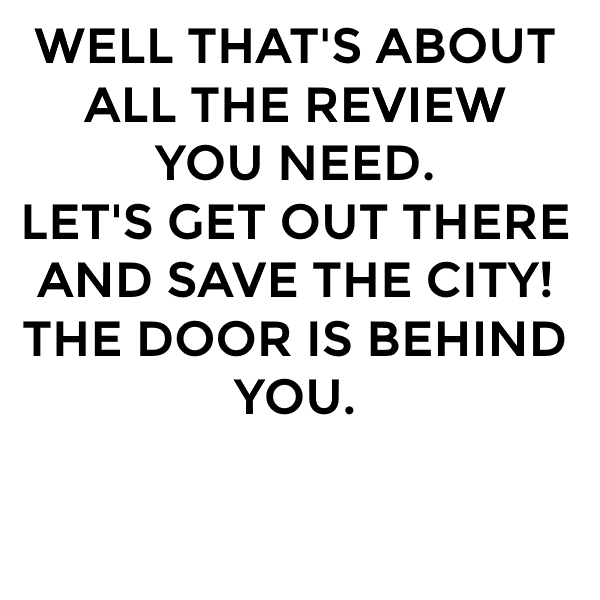 WELL THAT'S ABOUT
ALL THE REVIEW
YOU NEED.
LET'S GET OUT THERE
AND SAVE THE CITY!
THE DOOR IS BEHIND
YOU.